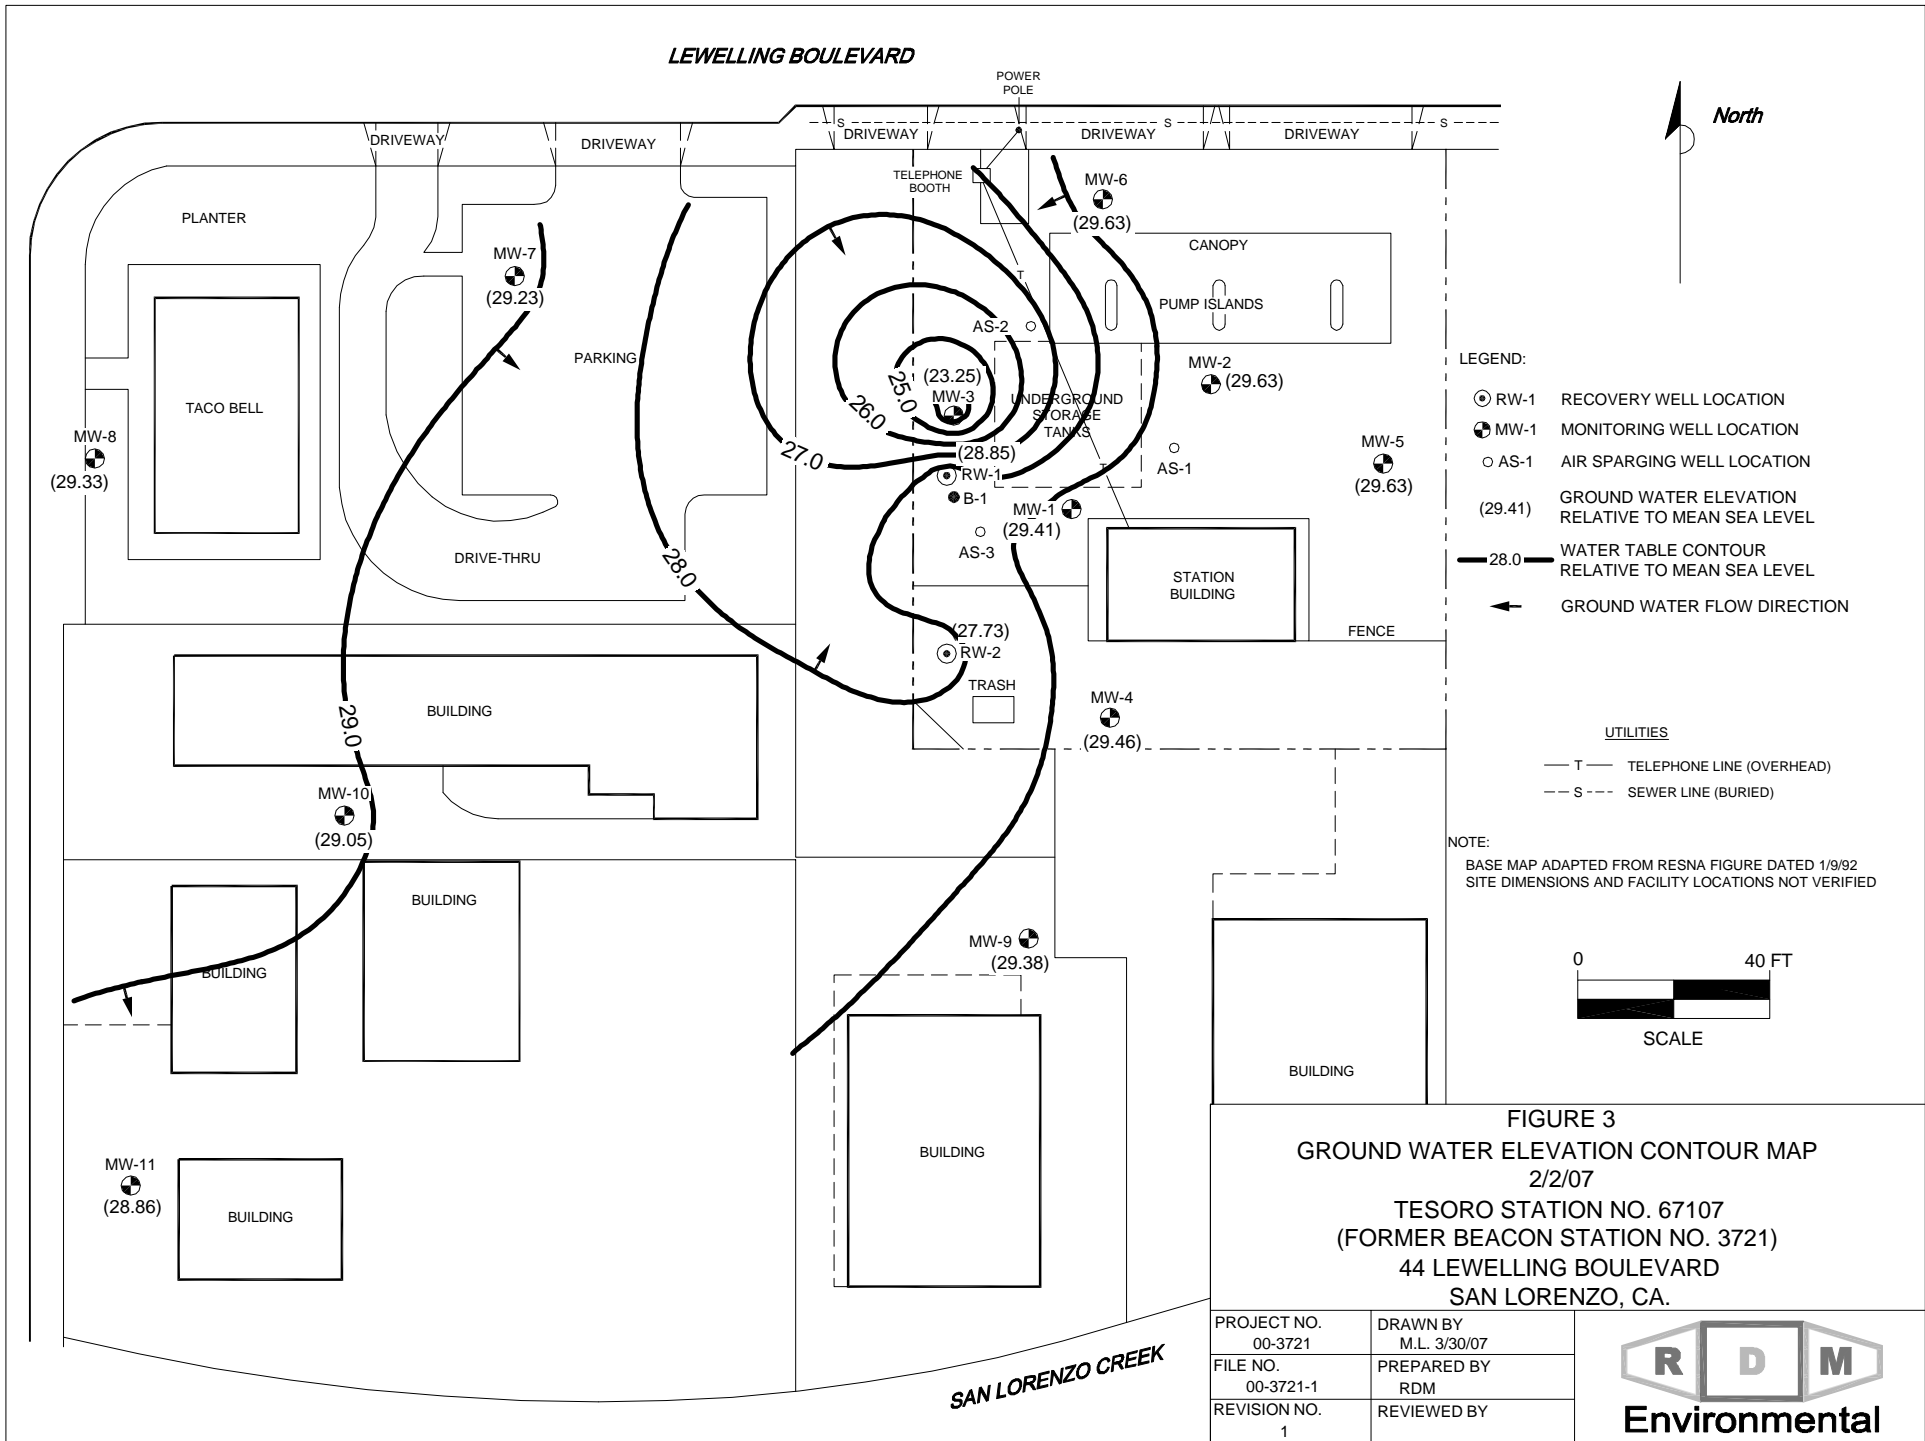 LEWELLING BOULEVARD
POWER
POLE
North
S
S
S
DRIVEWAY
DRIVEWAY
DRIVEWAY
DRIVEWAY
DRIVEWAY
TELEPHONE
BOOTH
MW-6
(29.63)
PLANTER
MW-7
(29.23)
CANOPY
T
PUMP ISLANDS
AS-2
PARKING
MW-2
(29.63)
LEGEND:
(23.25)
MW-3
25.0
26.0
27.0
UNDERGROUND
STORAGE
TANKS
RW-1
RECOVERY WELL LOCATION
MW-1
MONITORING WELL LOCATION
AS-1
AIR SPARGING WELL LOCATION
(29.41)
GROUND WATER ELEVATION
RELATIVE TO MEAN SEA LEVEL
28.0
WATER TABLE CONTOUR
RELATIVE TO MEAN SEA LEVEL
GROUND WATER FLOW DIRECTION
TACO BELL
MW-8
(29.33)
(28.85)
RW-1
B-1
T
AS-1
MW-5
(29.63)
MW-1
(29.41)
AS-3
DRIVE-THRU
28.0
STATION
BUILDING
FENCE
(27.73)
RW-2
TRASH
MW-4
(29.46)
BUILDING
29.0
UTILITIES
T
TELEPHONE LINE (OVERHEAD)
S
SEWER LINE (BURIED)
MW-10
(29.05)
NOTE:
BASE MAP ADAPTED FROM RESNA FIGURE DATED 1/9/92
SITE DIMENSIONS AND FACILITY LOCATIONS NOT VERIFIED
BUILDING
BUILDING
MW-9
(29.38)
0
40 FT
SCALE
BUILDING
BUILDING
MW-11
(28.86)
BUILDING
SAN LORENZO CREEK
FIGURE 3
GROUND WATER ELEVATION CONTOUR MAP
2/2/07
TESORO STATION NO. 67107
(FORMER BEACON STATION NO. 3721)
44 LEWELLING BOULEVARD
SAN LORENZO, CA.
PROJECT NO.
00-3721
DRAWN BY
M.L. 3/30/07
FILE NO.
00-3721-1
PREPARED BY
RDM
REVISION NO.
1
REVIEWED BY
R D M
Environmental